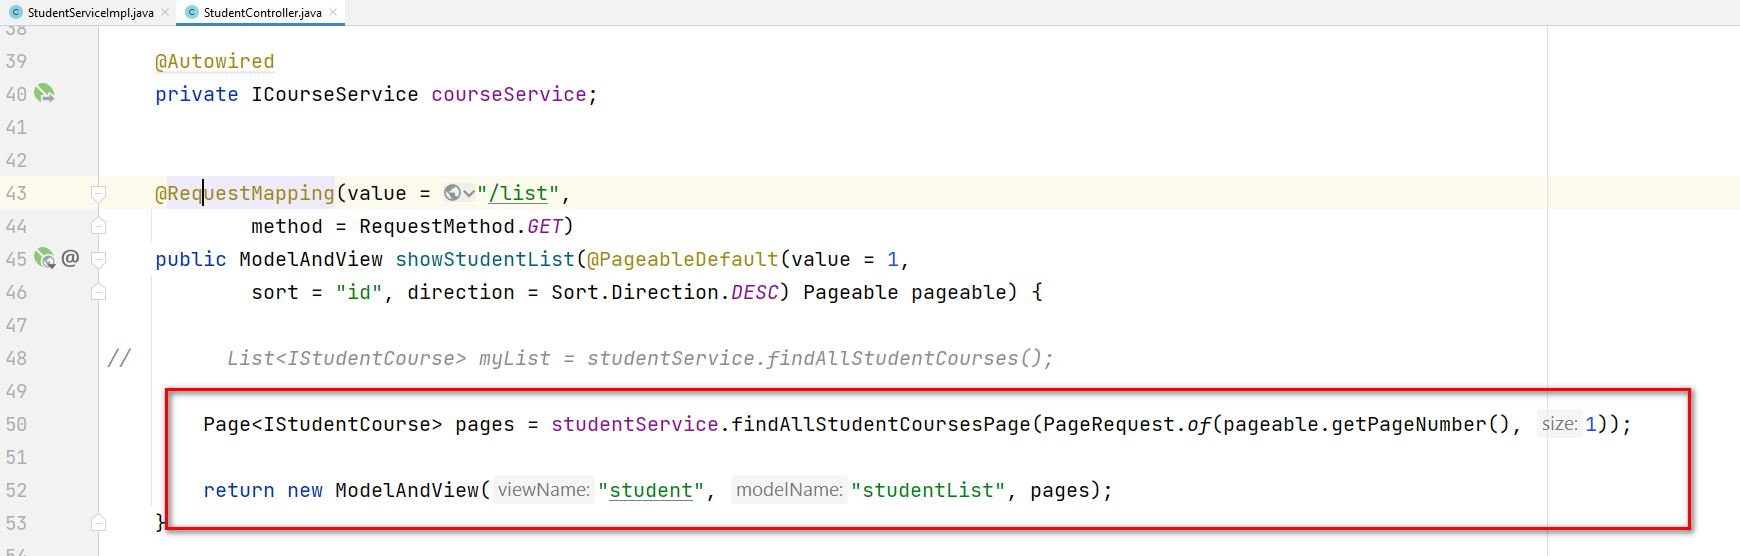 StudentServiceImpl.java StudentController.java
38
39 @Autowired
40 private ICourseService courseService;
41
42
43 @RequestMapping(value = "/list",
44 method = RequestMethod.GET)
45 @ public ModelAndView showStudentList(@PageableDefault(value = 1,
46 sort = "id", direction = Sort.Direction.DESC) Pageable pageable) {
47
48 // List<IStudentCourse> myList = studentService.findAllStudentCourses();
49
50 Page<IStudentCourse> pages = studentService.findAllStudentCoursesPage(PageRequest.of(pageable.getPageNumber(), size: 1));
51
52 return new ModelAndView( viewName: "student", modelName: "studentList", pages);
53 }
54